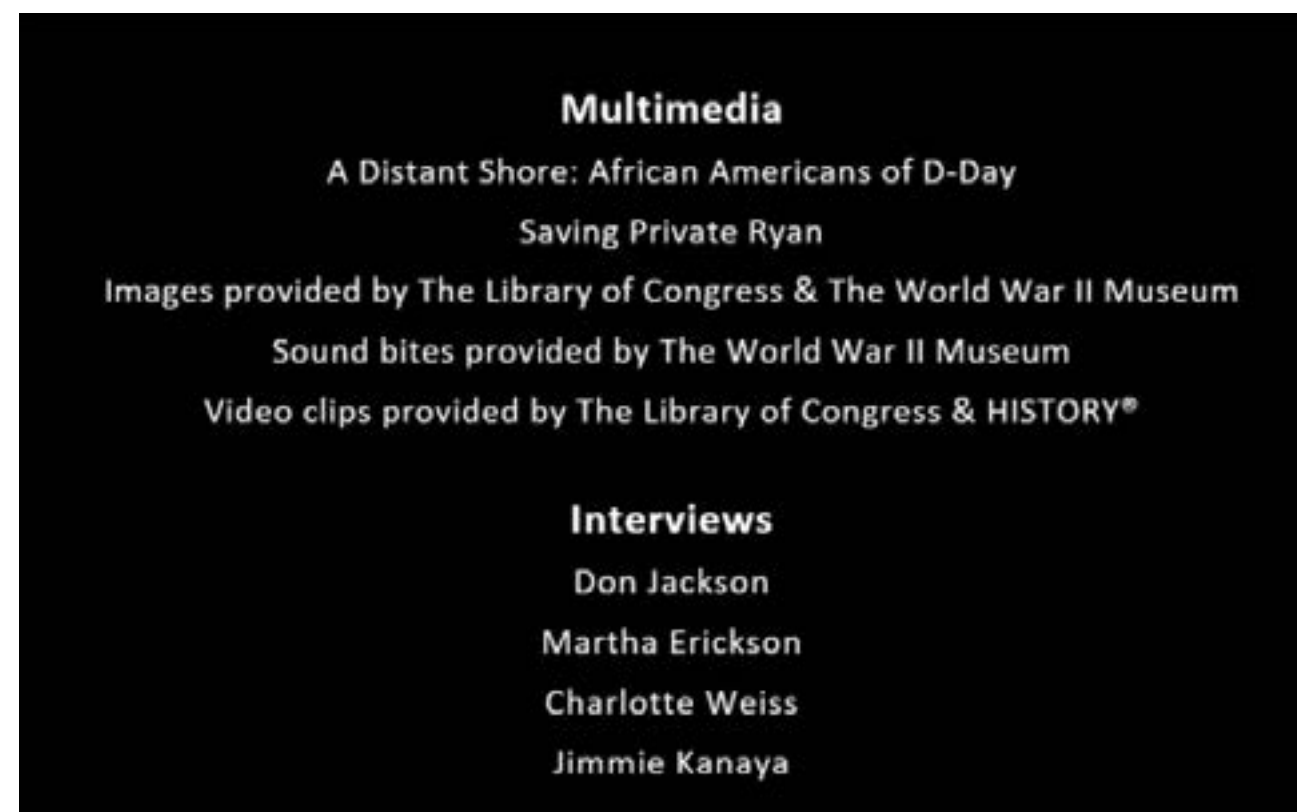 Multimedia
A Distant Shore: African Americans of D-Day
Saving Private Ryan
Images provided by The Library of Congress & The World War II Museum
Sound bites provided by The World War II Museum
Video clips provided by The Library of Congress & HISTORY®
Interviews
Don Jackson
Martha Erickson
Charlotte Weiss
Jimmie Kanaya